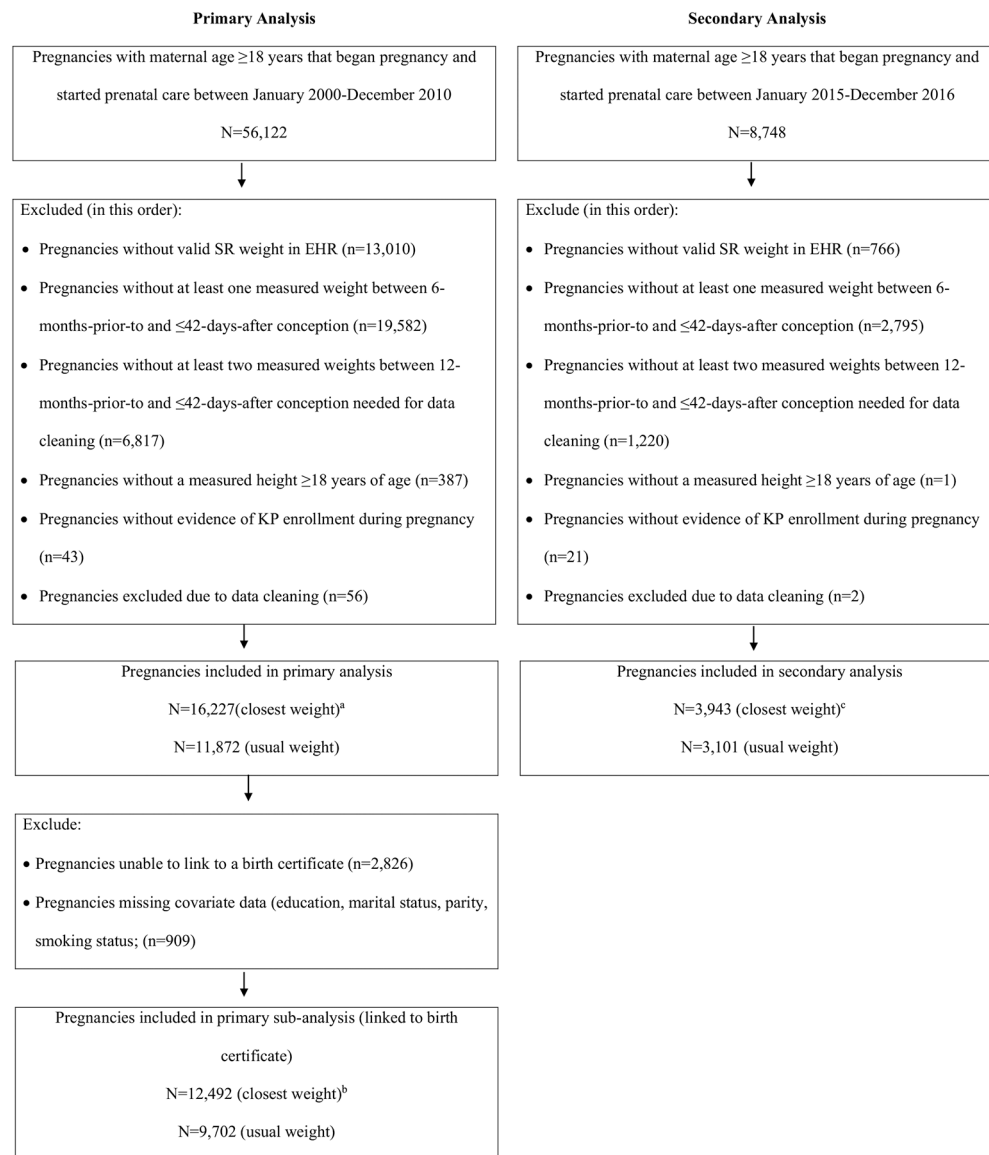 Primary Analysis
Pregnancies with maternal age ≥18 years that began pregnancy and
started prenatal care between January 2000-December 2010
N=56,122
Excluded (in this order):
• Pregnancies without valid SR weight in EHR (n=13,010)
• Pregnancies without at least one measured weight between 6-
months-prior-to and ≤42-days-after conception (n=19,582)
• Pregnancies without at least two measured weights between 12-
months-prior-to and ≤42-days-after conception needed for data
cleaning (n=6,817)
• Pregnancies without a measured height ≥18 years of age (n=387)
• Pregnancies without evidence of KP enrollment during pregnancy
(n=43)
• Pregnancies excluded due to data cleaning (n=56)
Pregnancies included in primary analysis
N=16,227(closest weight)a
N=11,872 (usual weight)
Exclude:
• Pregnancies unable to link to a birth certificate (n=2,826)
• Pregnancies missing covariate data (education, marital status, parity,
smoking status; (n=909)
Pregnancies included in primary sub-analysis (linked to birth
certificate)
N=12,492 (closest weight)b
N=9,702 (usual weight)
Secondary Analysis
Pregnancies with maternal age ≥18 years that began pregnancy and
started prenatal care between January 2015-December 2016
N=8,748
Exclude (in this order):
• Pregnancies without valid SR weight in EHR (n=766)
• Pregnancies without at least one measured weight between 6-
months-prior-to and ≤42-days-after conception (n=2,795)
• Pregnancies without at least two measured weights between 12-
months-prior-to and ≤42-days-after conception needed for data
cleaning (n=1,220)
• Pregnancies without a measured height ≥18 years of age (n=1)
• Pregnancies without evidence of KP enrollment during pregnancy
(n=21)
• Pregnancies excluded due to data cleaning (n=2)
Pregnancies included in secondary analysis
N=3,943 (closest weight)c
N=3,101 (usual weight)